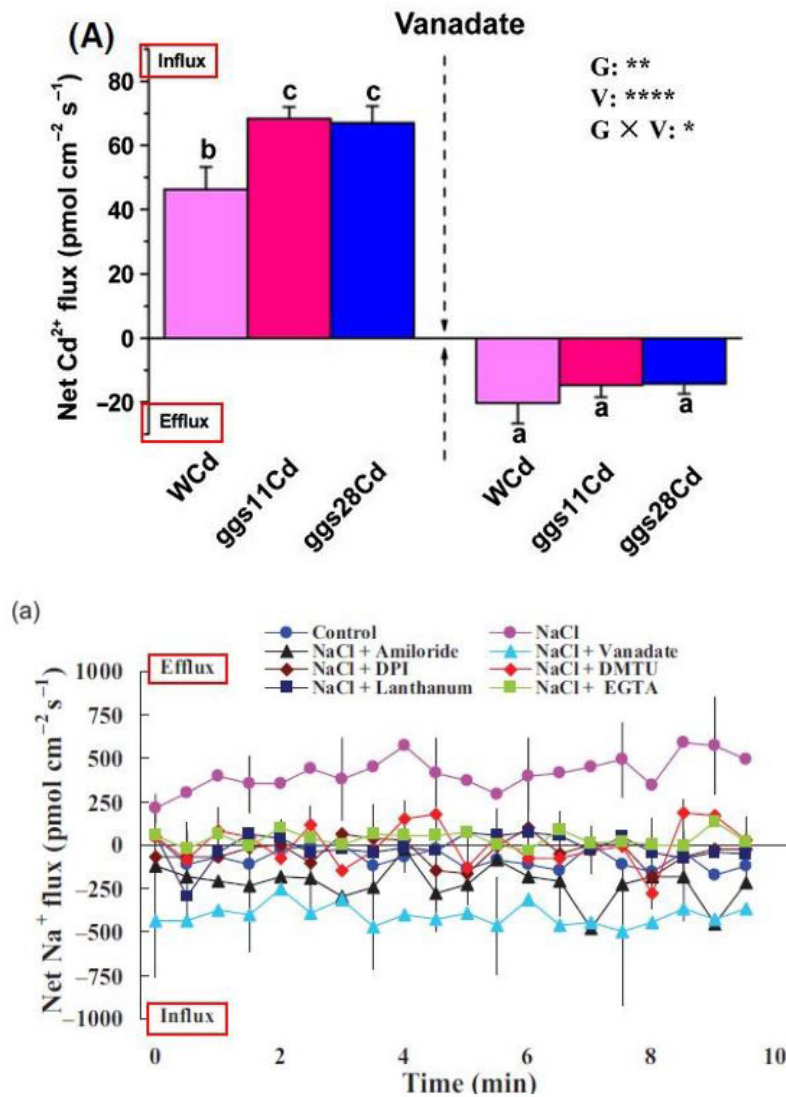 (A)
Vanadate
Influx
G: **
V: ****
G × V: *
Net Cd²⁺ flux (pmol cm⁻² s⁻¹)
80
60
40
20
0
−20
b
c
c
a
a
a
Efflux
WCd
ggs11Cd
ggs28Cd
WCd
ggs11Cd
ggs28Cd
(a)
Control
NaCl
NaCl + Amiloride
NaCl + Vanadate
NaCl + DPI
NaCl + DMTU
NaCl + Lanthanum
NaCl + EGTA
Efflux
Net Na⁺ flux (pmol cm⁻² s⁻¹)
1000
750
500
250
0
−250
−500
−750
−1000
Influx
0 2 4 6 8 10
Time (min)